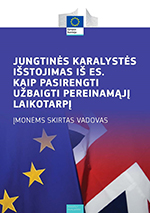 JUNGTINĖS KARALYSTĖS
IŠSTOJIMAS IŠ ES.
KAIP PASIRENGTI
UŽBAIGTI PEREINAMĄJĮ
LAIKOTARPĮ
ĮMONĖMS SKIRTAS VADOVAS